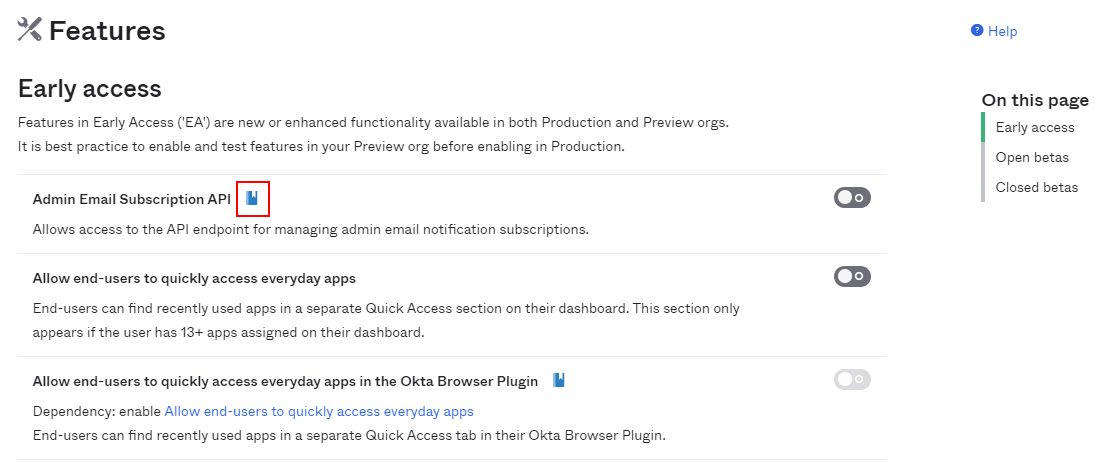 Features
Help
Early access
Features in Early Access ('EA') are new or enhanced functionality available in both Production and Preview orgs.
It is best practice to enable and test features in your Preview org before enabling in Production.
On this page
Early access
Open betas
Closed betas
Admin Email Subscription API
Allows access to the API endpoint for managing admin email notification subscriptions.
Allow end-users to quickly access everyday apps
End-users can find recently used apps in a separate Quick Access section on their dashboard. This section only
appears if the user has 13+ apps assigned on their dashboard.
Allow end-users to quickly access everyday apps in the Okta Browser Plugin
Dependency: enable Allow end-users to quickly access everyday apps
End-users can find recently used apps in a separate Quick Access tab in their Okta Browser Plugin.